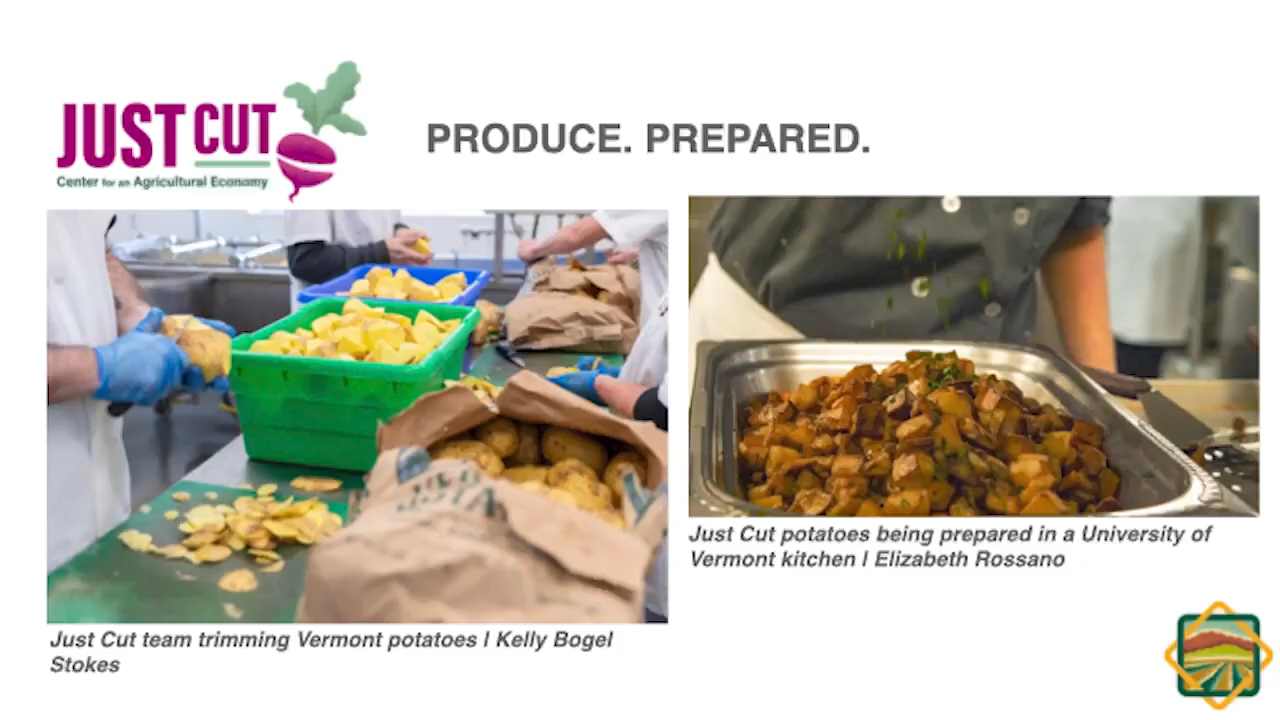 JUST CUT
Center for an Agricultural Economy
PRODUCE. PREPARED.
Just Cut potatoes being prepared in a University of
Vermont kitchen | Elizabeth Rossano
Just Cut team trimming Vermont potatoes | Kelly Bogel
Stokes